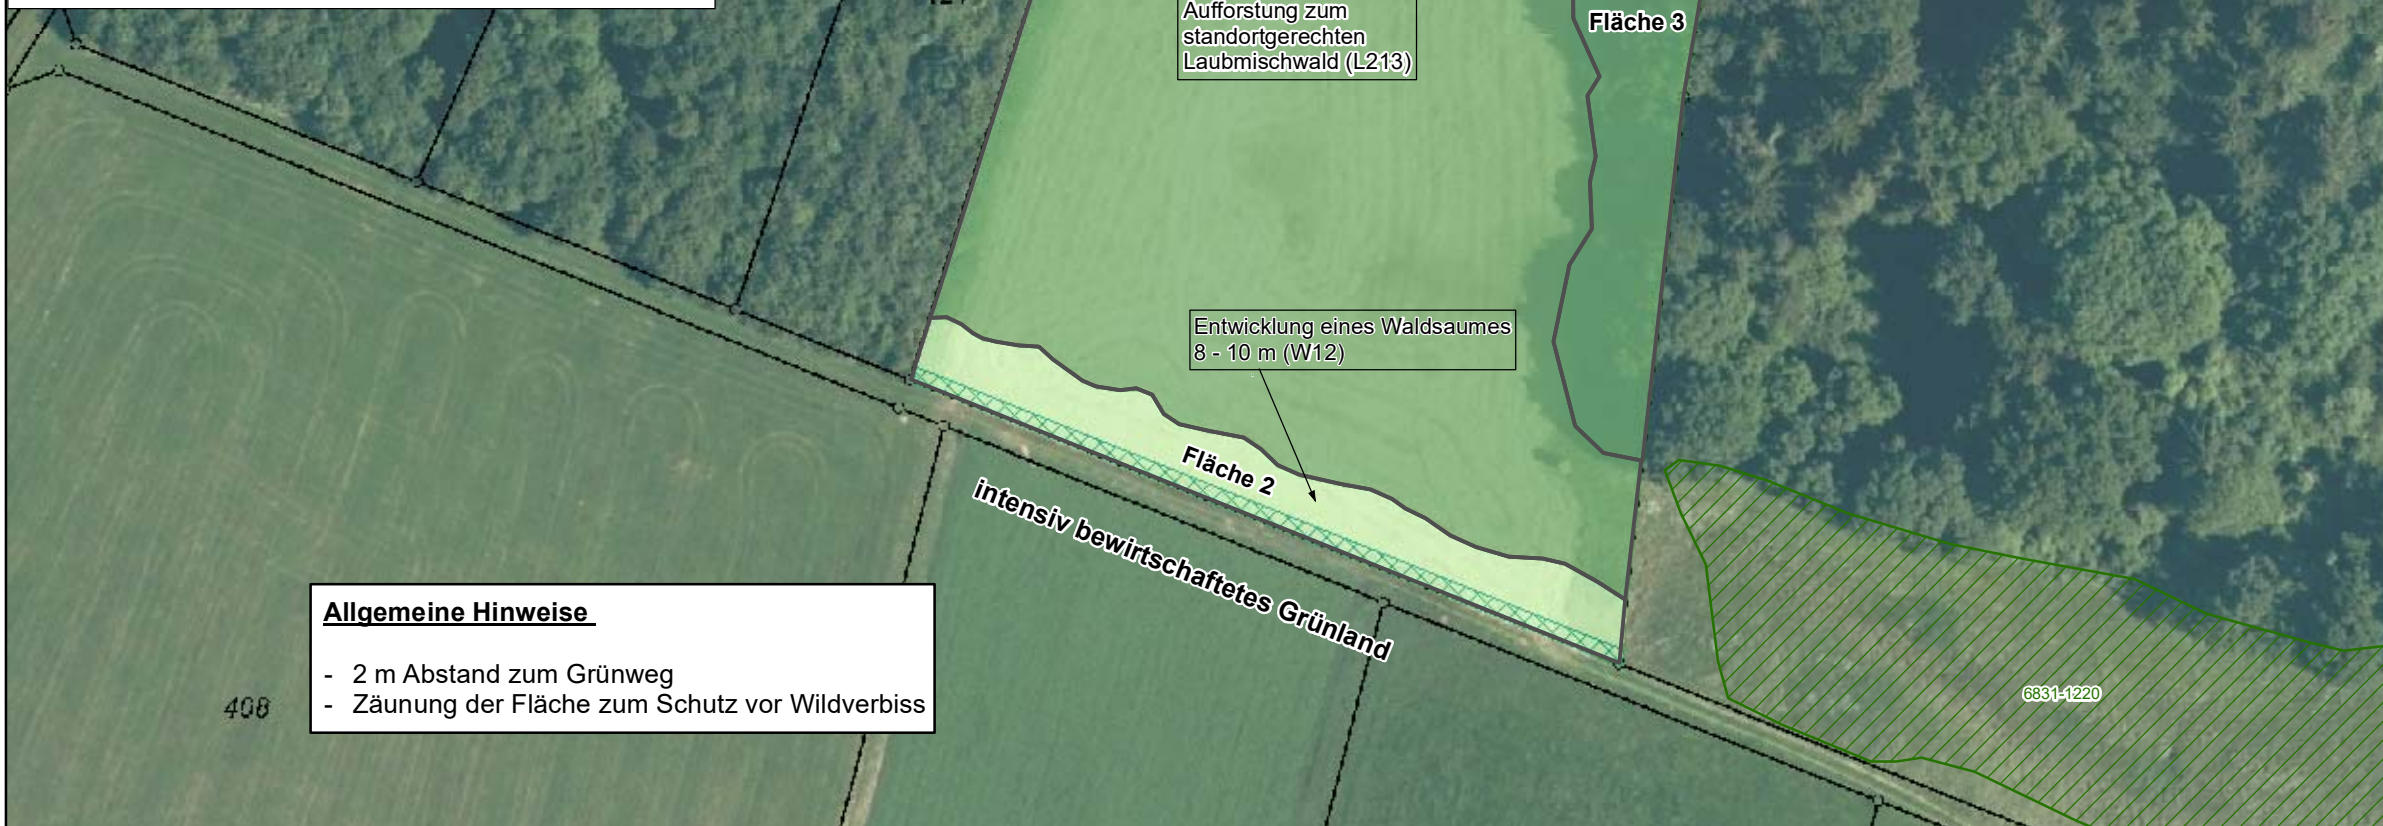 Aufforstung zum
standortgerechten
Laubmischwald (L213)
Fläche 3
Entwicklung eines Waldsaumes
8 - 10 m (W12)
Fläche 2
intensiv bewirtschaftetes Grünland
Allgemeine Hinweise
- 2 m Abstand zum Grünweg
- Zäunung der Fläche zum Schutz vor Wildverbiss
408
6831-1220